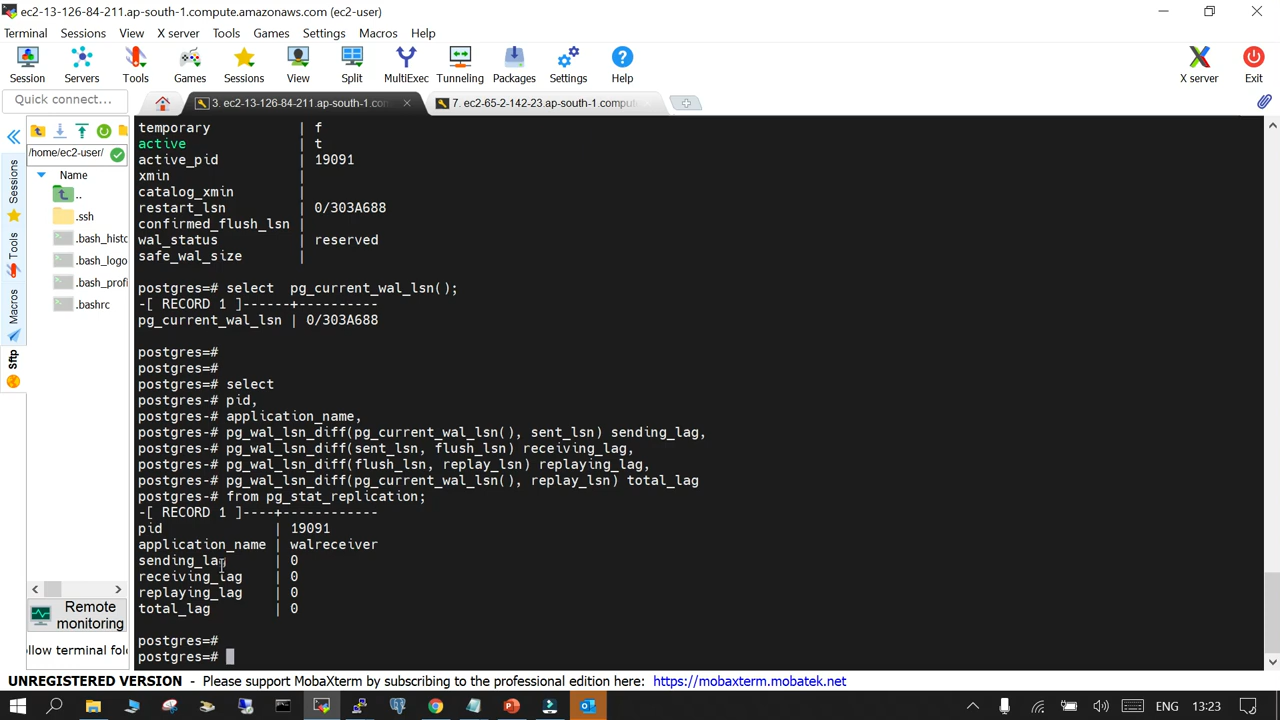 ec2-13-126-84-211.ap-south-1.compute.amazonaws.com (ec2-user)
Terminal Sessions View X server Tools Games Settings Macros Help
Session Servers Tools Games Sessions View Split MultiExec Tunneling Packages Settings Help X server Exit
Quick connect...
3. ec2-13-126-84-211.ap-south-1.con
7. ec2-65-2-142-23.ap-south-1.comput
/home/ec2-user/
Name
..
.ssh
.bash_histo
.bash_logo
.bash_profi
.bashrc
Sessions
Tools
Macros
Sftp
Remote
monitoring
llow terminal fold
temporary | f
active | t
active_pid | 19091
xmin |
catalog_xmin |
restart_lsn | 0/303A688
confirmed_flush_lsn |
wal_status | reserved
safe_wal_size |
postgres=# select  pg_current_wal_lsn();
-[ RECORD 1 ]------+----------
pg_current_wal_lsn | 0/303A688
postgres=#
postgres=#
postgres=# select
postgres-# pid,
postgres-# application_name,
postgres-# pg_wal_lsn_diff(pg_current_wal_lsn(), sent_lsn) sending_lag,
postgres-# pg_wal_lsn_diff(sent_lsn, flush_lsn) receiving_lag,
postgres-# pg_wal_lsn_diff(flush_lsn, replay_lsn) replaying_lag,
postgres-# pg_wal_lsn_diff(pg_current_wal_lsn(), replay_lsn) total_lag
postgres-# from pg_stat_replication;
-[ RECORD 1 ]----+------------
pid | 19091
application_name | walreceiver
sending_lag | 0
receiving_lag | 0
replaying_lag | 0
total_lag | 0
postgres=#
postgres=#
UNREGISTERED VERSION - Please support MobaXterm by subscribing to the professional edition here: https://mobaxterm.mobatek.net
ENG 13:23